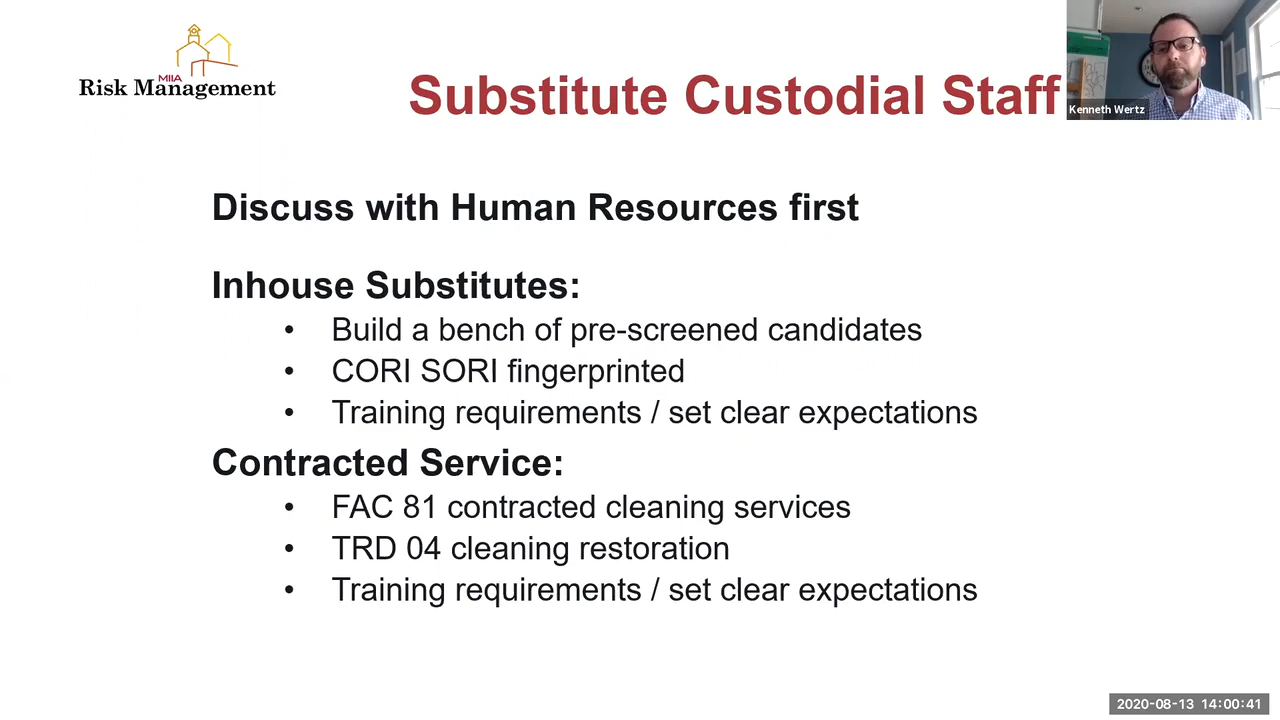 MIIA
Risk Management
Substitute Custodial Staff
Kenneth Wertz
Discuss with Human Resources first
Inhouse Substitutes:
• Build a bench of pre-screened candidates
• CORI SORI fingerprinted
• Training requirements / set clear expectations
Contracted Service:
• FAC 81 contracted cleaning services
• TRD 04 cleaning restoration
• Training requirements / set clear expectations
2020-08-13 14:00:41